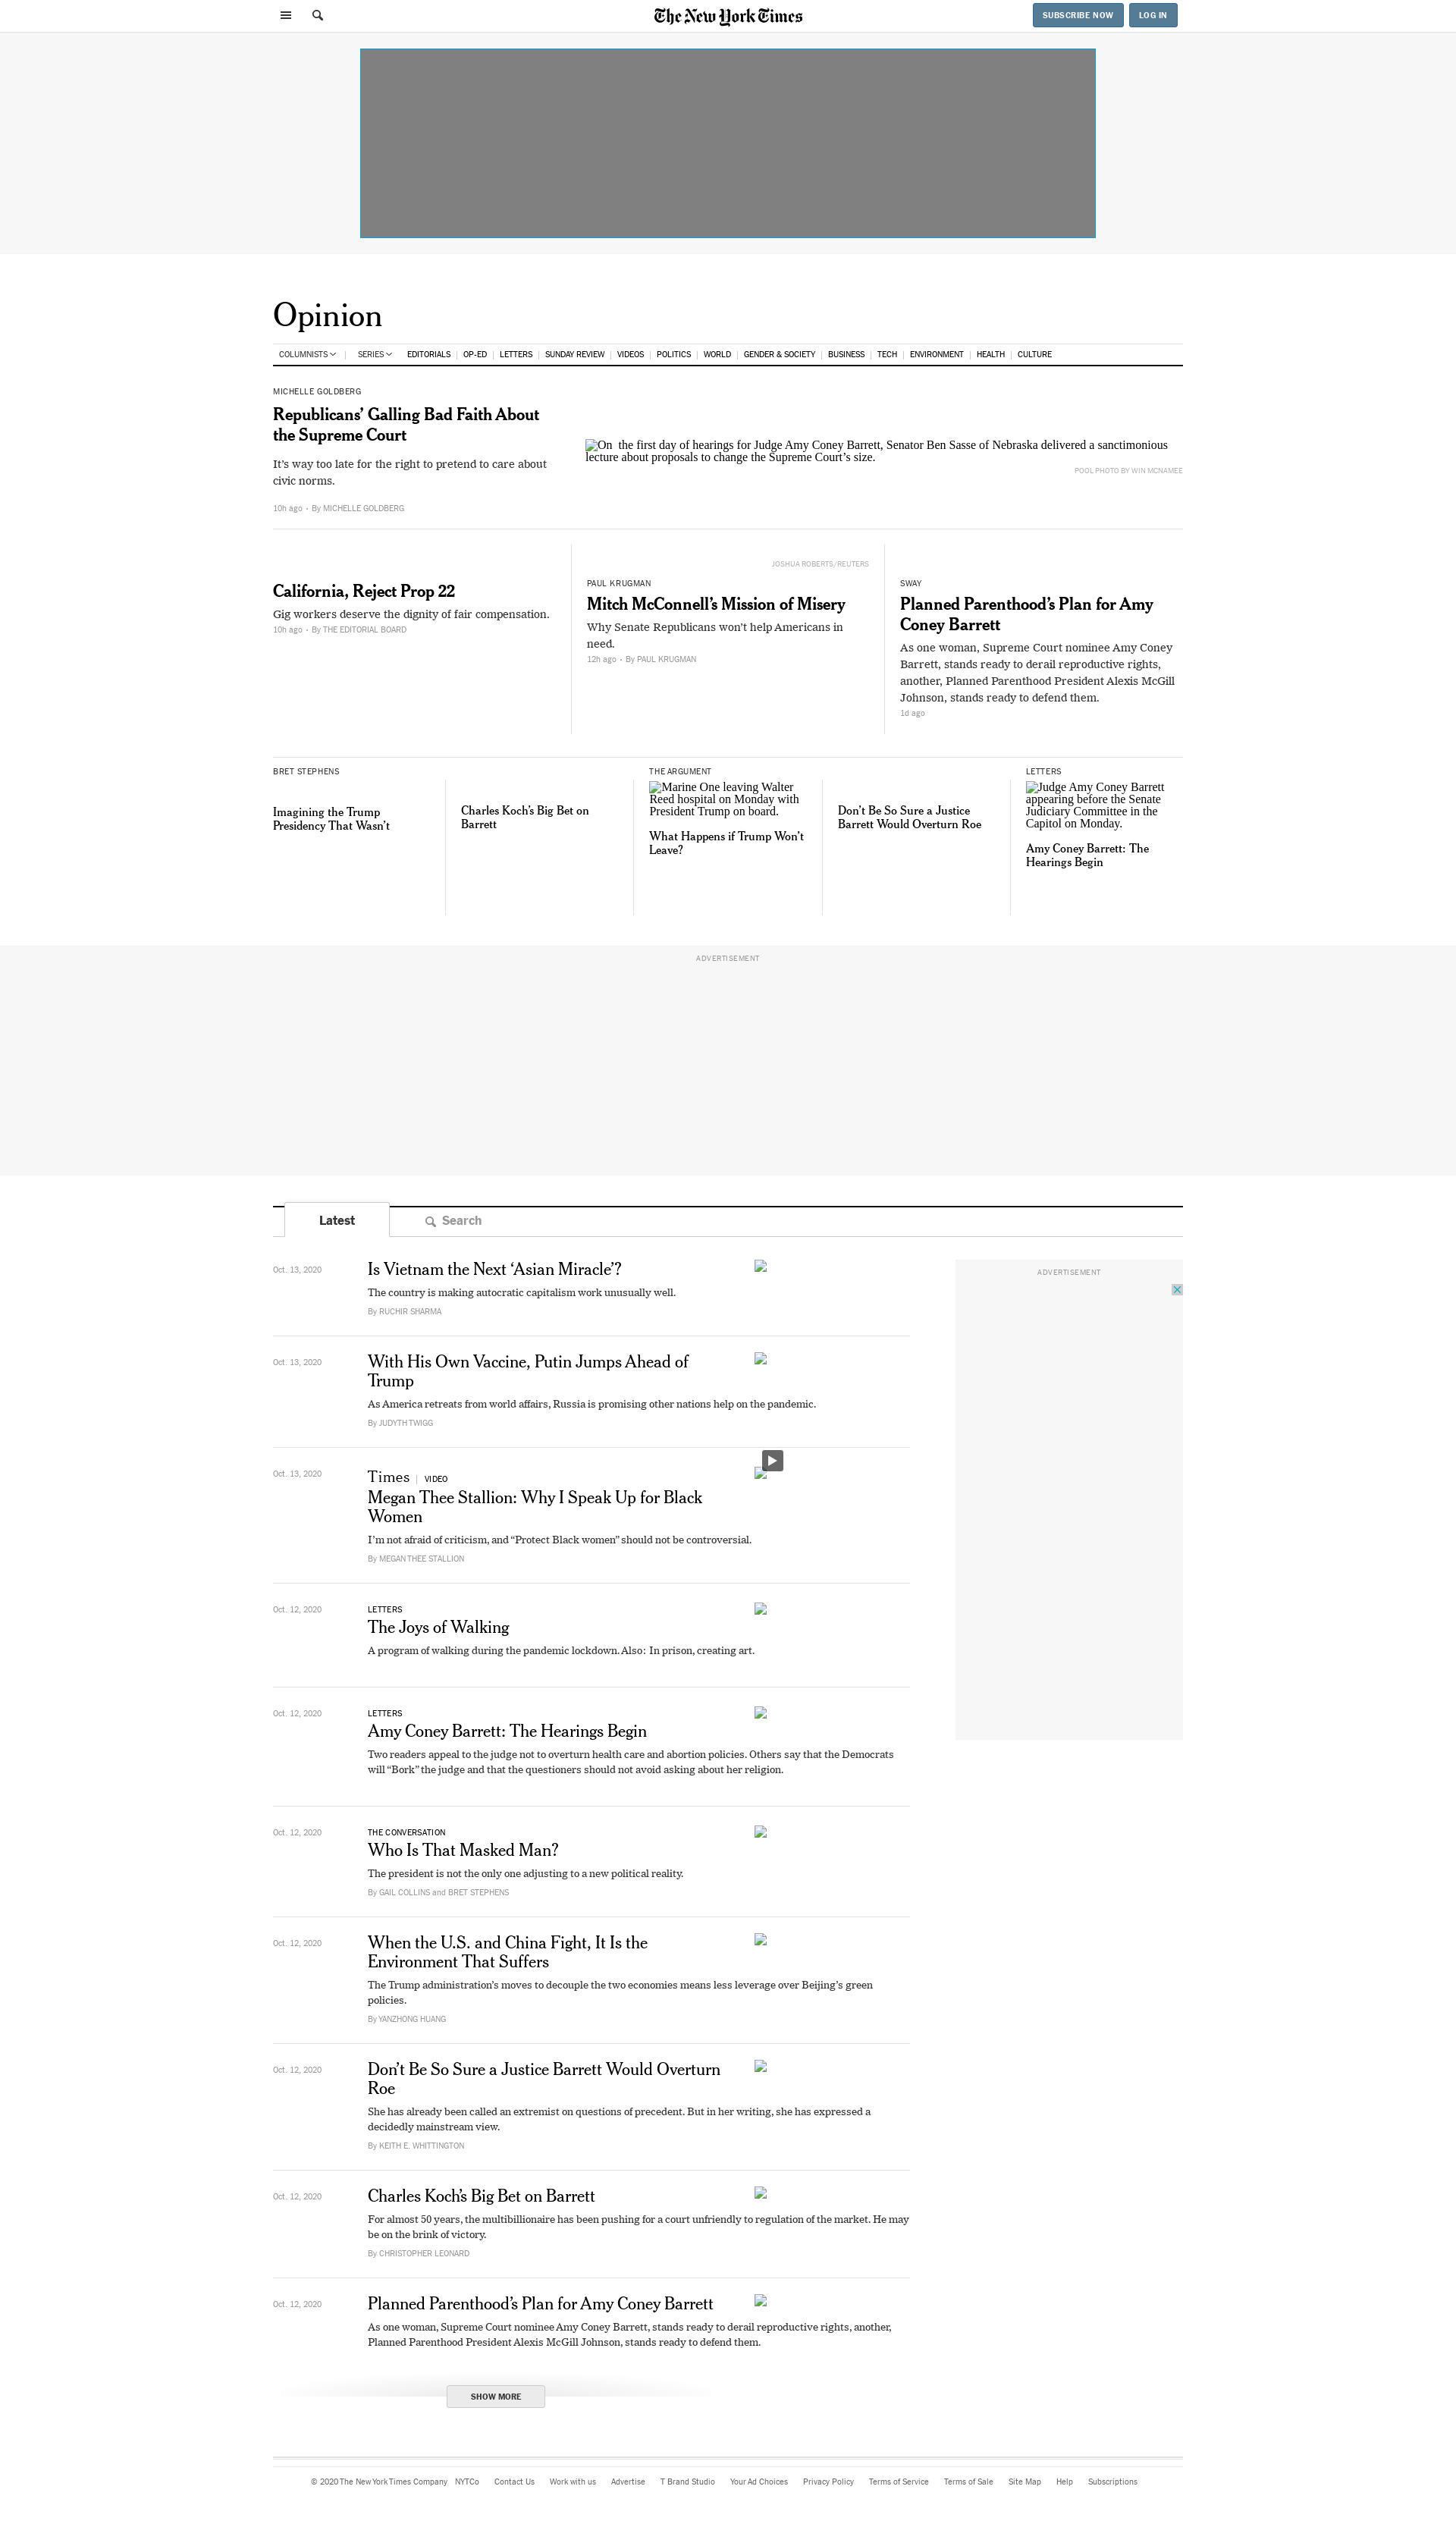 The New York Times
SUBSCRIBE NOW
LOG IN
Opinion
COLUMNISTS
SERIES
EDITORIALS
OP-ED
LETTERS
SUNDAY REVIEW
VIDEOS
POLITICS
WORLD
GENDER & SOCIETY
BUSINESS
TECH
ENVIRONMENT
HEALTH
CULTURE
MICHELLE GOLDBERG
Republicans’ Galling Bad Faith About
the Supreme Court
It’s way too late for the right to pretend to care about
civic norms.
10h ago • By MICHELLE GOLDBERG
On the first day of hearings for Judge Amy Coney Barrett, Senator Ben Sasse of Nebraska delivered a sanctimonious
lecture about proposals to change the Supreme Court’s size.
POOL PHOTO BY WIN MCNAMEE
California, Reject Prop 22
Gig workers deserve the dignity of fair compensation.
10h ago • By THE EDITORIAL BOARD
JOSHUA ROBERTS/REUTERS
PAUL KRUGMAN
Mitch McConnell’s Mission of Misery
Why Senate Republicans won’t help Americans in
need.
12h ago • By PAUL KRUGMAN
SWAY
Planned Parenthood’s Plan for Amy
Coney Barrett
As one woman, Supreme Court nominee Amy Coney
Barrett, stands ready to derail reproductive rights,
another, Planned Parenthood President Alexis McGill
Johnson, stands ready to defend them.
1d ago
BRET STEPHENS
Imagining the Trump
Presidency That Wasn’t
Charles Koch’s Big Bet on
Barrett
THE ARGUMENT
Marine One leaving Walter
Reed hospital on Monday with
President Trump on board.
What Happens if Trump Won’t
Leave?
Don’t Be So Sure a Justice
Barrett Would Overturn Roe
LETTERS
Judge Amy Coney Barrett
appearing before the Senate
Judiciary Committee in the
Capitol on Monday.
Amy Coney Barrett: The
Hearings Begin
ADVERTISEMENT
Latest
Search
Oct. 13, 2020
Is Vietnam the Next ‘Asian Miracle’?
The country is making autocratic capitalism work unusually well.
By RUCHIR SHARMA
ADVERTISEMENT
Oct. 13, 2020
With His Own Vaccine, Putin Jumps Ahead of
Trump
As America retreats from world affairs, Russia is promising other nations help on the pandemic.
By JUDYTH TWIGG
Oct. 13, 2020
Times | VIDEO
Megan Thee Stallion: Why I Speak Up for Black
Women
I’m not afraid of criticism, and “Protect Black women” should not be controversial.
By MEGAN THEE STALLION
Oct. 12, 2020
LETTERS
The Joys of Walking
A program of walking during the pandemic lockdown. Also: In prison, creating art.
Oct. 12, 2020
LETTERS
Amy Coney Barrett: The Hearings Begin
Two readers appeal to the judge not to overturn health care and abortion policies. Others say that the Democrats
will “Bork” the judge and that the questioners should not avoid asking about her religion.
Oct. 12, 2020
THE CONVERSATION
Who Is That Masked Man?
The president is not the only one adjusting to a new political reality.
By GAIL COLLINS and BRET STEPHENS
Oct. 12, 2020
When the U.S. and China Fight, It Is the
Environment That Suffers
The Trump administration’s moves to decouple the two economies means less leverage over Beijing’s green
policies.
By YANZHONG HUANG
Oct. 12, 2020
Don’t Be So Sure a Justice Barrett Would Overturn
Roe
She has already been called an extremist on questions of precedent. But in her writing, she has expressed a
decidedly mainstream view.
By KEITH E. WHITTINGTON
Oct. 12, 2020
Charles Koch’s Big Bet on Barrett
For almost 50 years, the multibillionaire has been pushing for a court unfriendly to regulation of the market. He may
be on the brink of victory.
By CHRISTOPHER LEONARD
Oct. 12, 2020
Planned Parenthood’s Plan for Amy Coney Barrett
As one woman, Supreme Court nominee Amy Coney Barrett, stands ready to derail reproductive rights, another,
Planned Parenthood President Alexis McGill Johnson, stands ready to defend them.
SHOW MORE
© 2020 The New York Times Company
NYTCo
Contact Us
Work with us
Advertise
T Brand Studio
Your Ad Choices
Privacy Policy
Terms of Service
Terms of Sale
Site Map
Help
Subscriptions